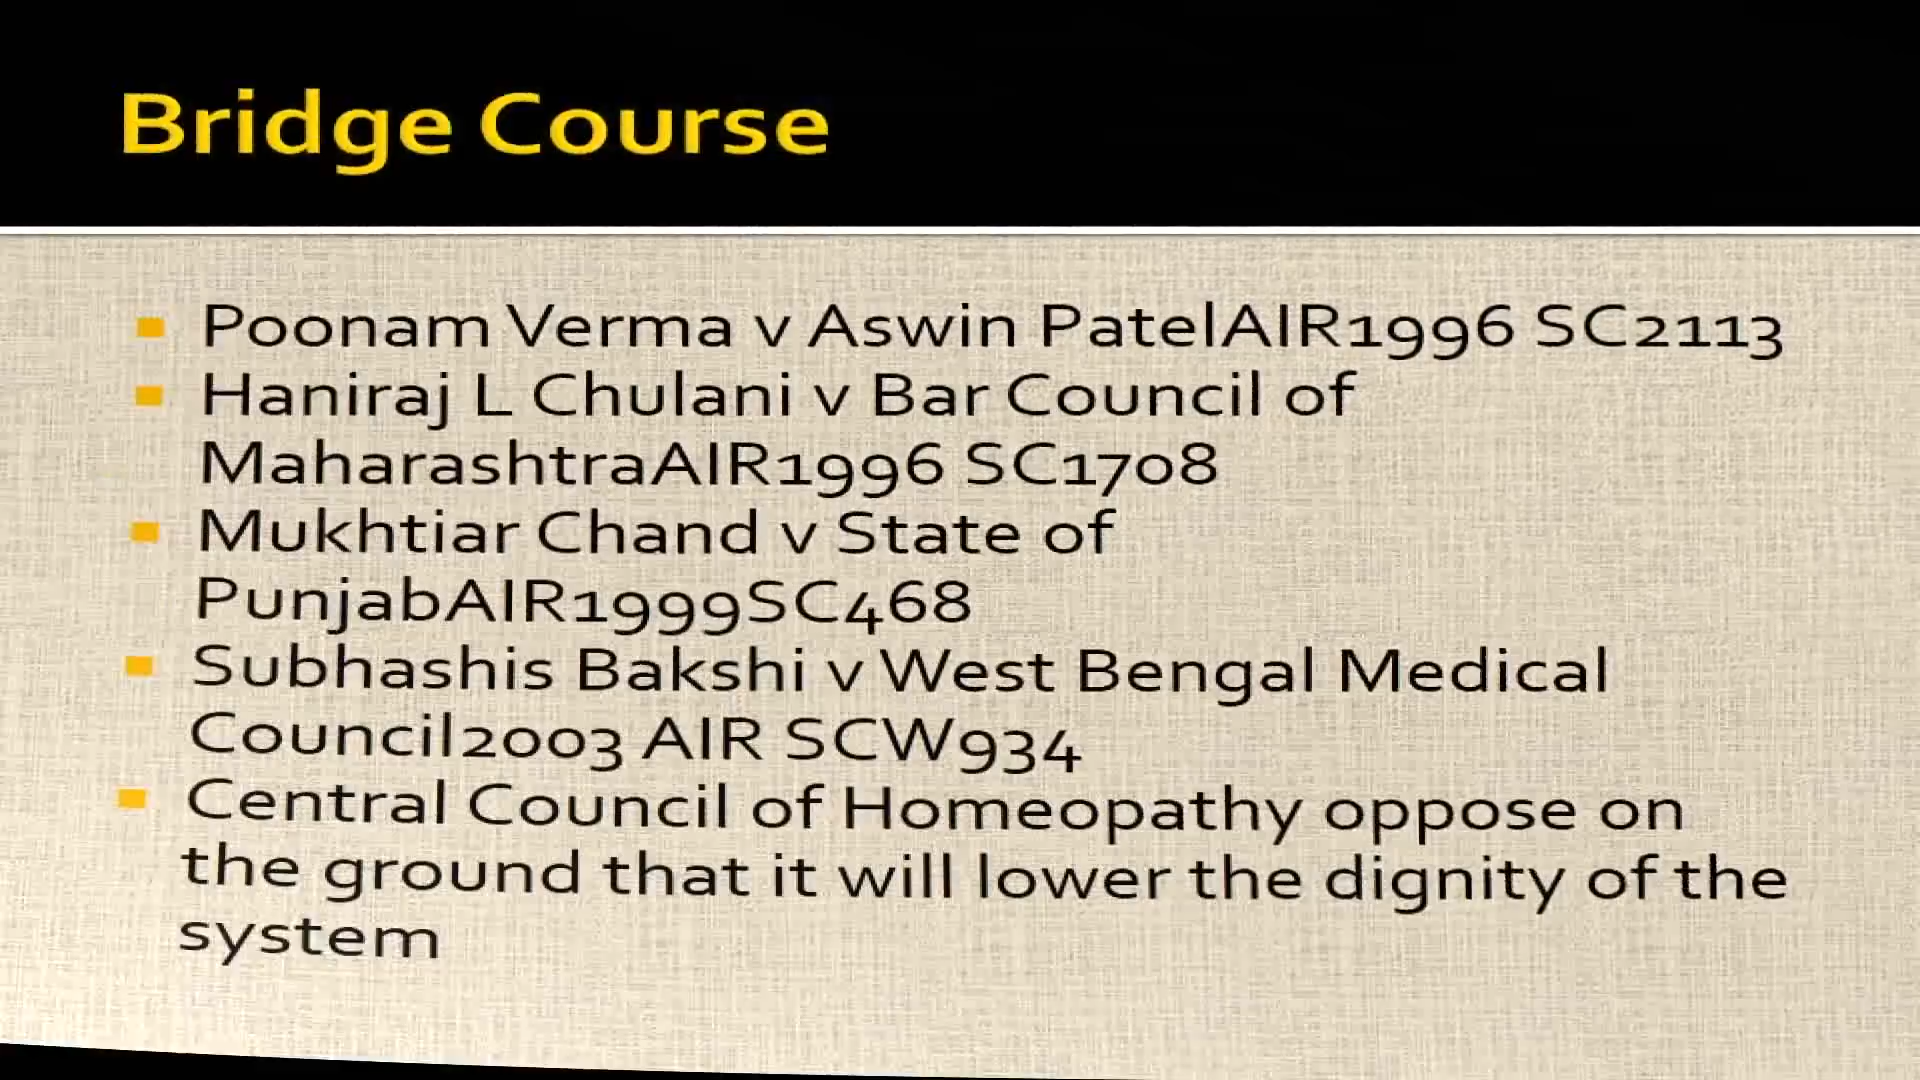 Bridge Course
Poonam Verma v Aswin PatelAIR1996 SC2113
Haniraj L Chulani v Bar Council of
MaharashtraAIR1996 SC1708
Mukhtiar Chand v State of
PunjabAIR1999SC468
Subhashis Bakshi v West Bengal Medical
Council2003 AIR SCW934
Central Council of Homeopathy oppose on
the ground that it will lower the dignity of the
system